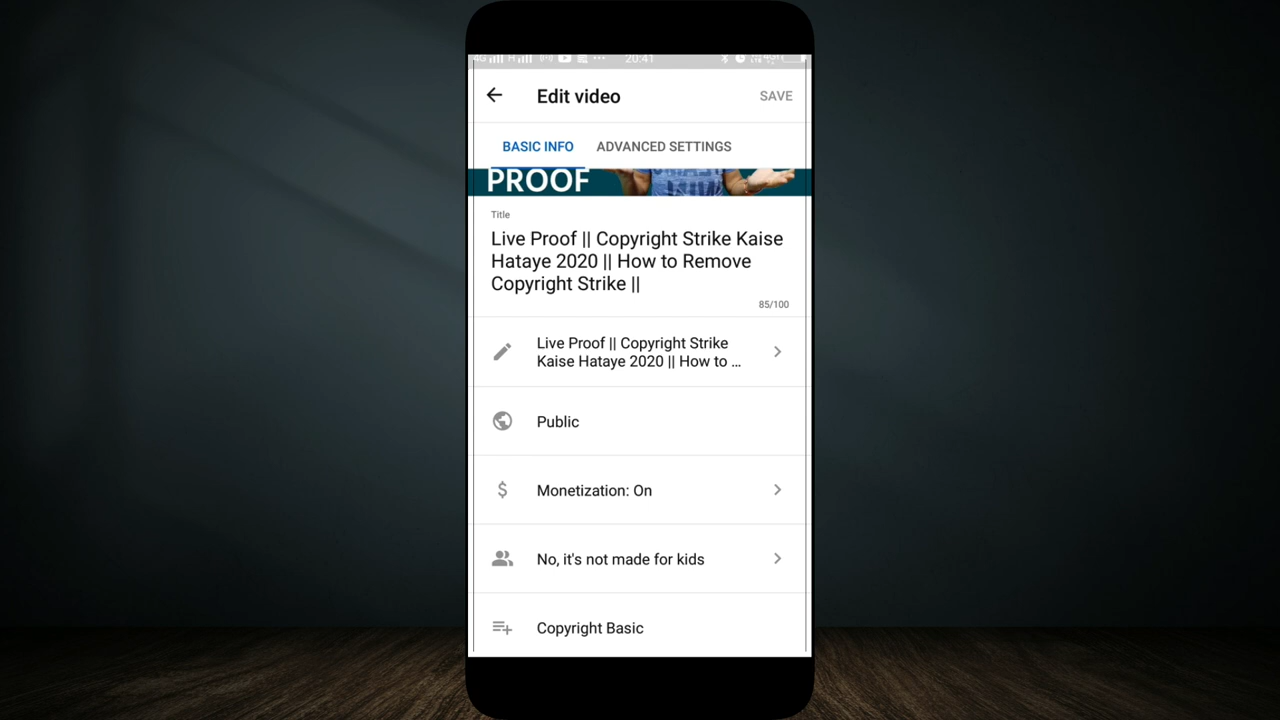 4G H 20:41
Edit video SAVE
BASIC INFO ADVANCED SETTINGS
PROOF
Title
Live Proof || Copyright Strike Kaise
Hataye 2020 || How to Remove
Copyright Strike ||
85/100
Live Proof || Copyright Strike
Kaise Hataye 2020 || How to ...
Public
$ Monetization: On
No, it's not made for kids
Copyright Basic